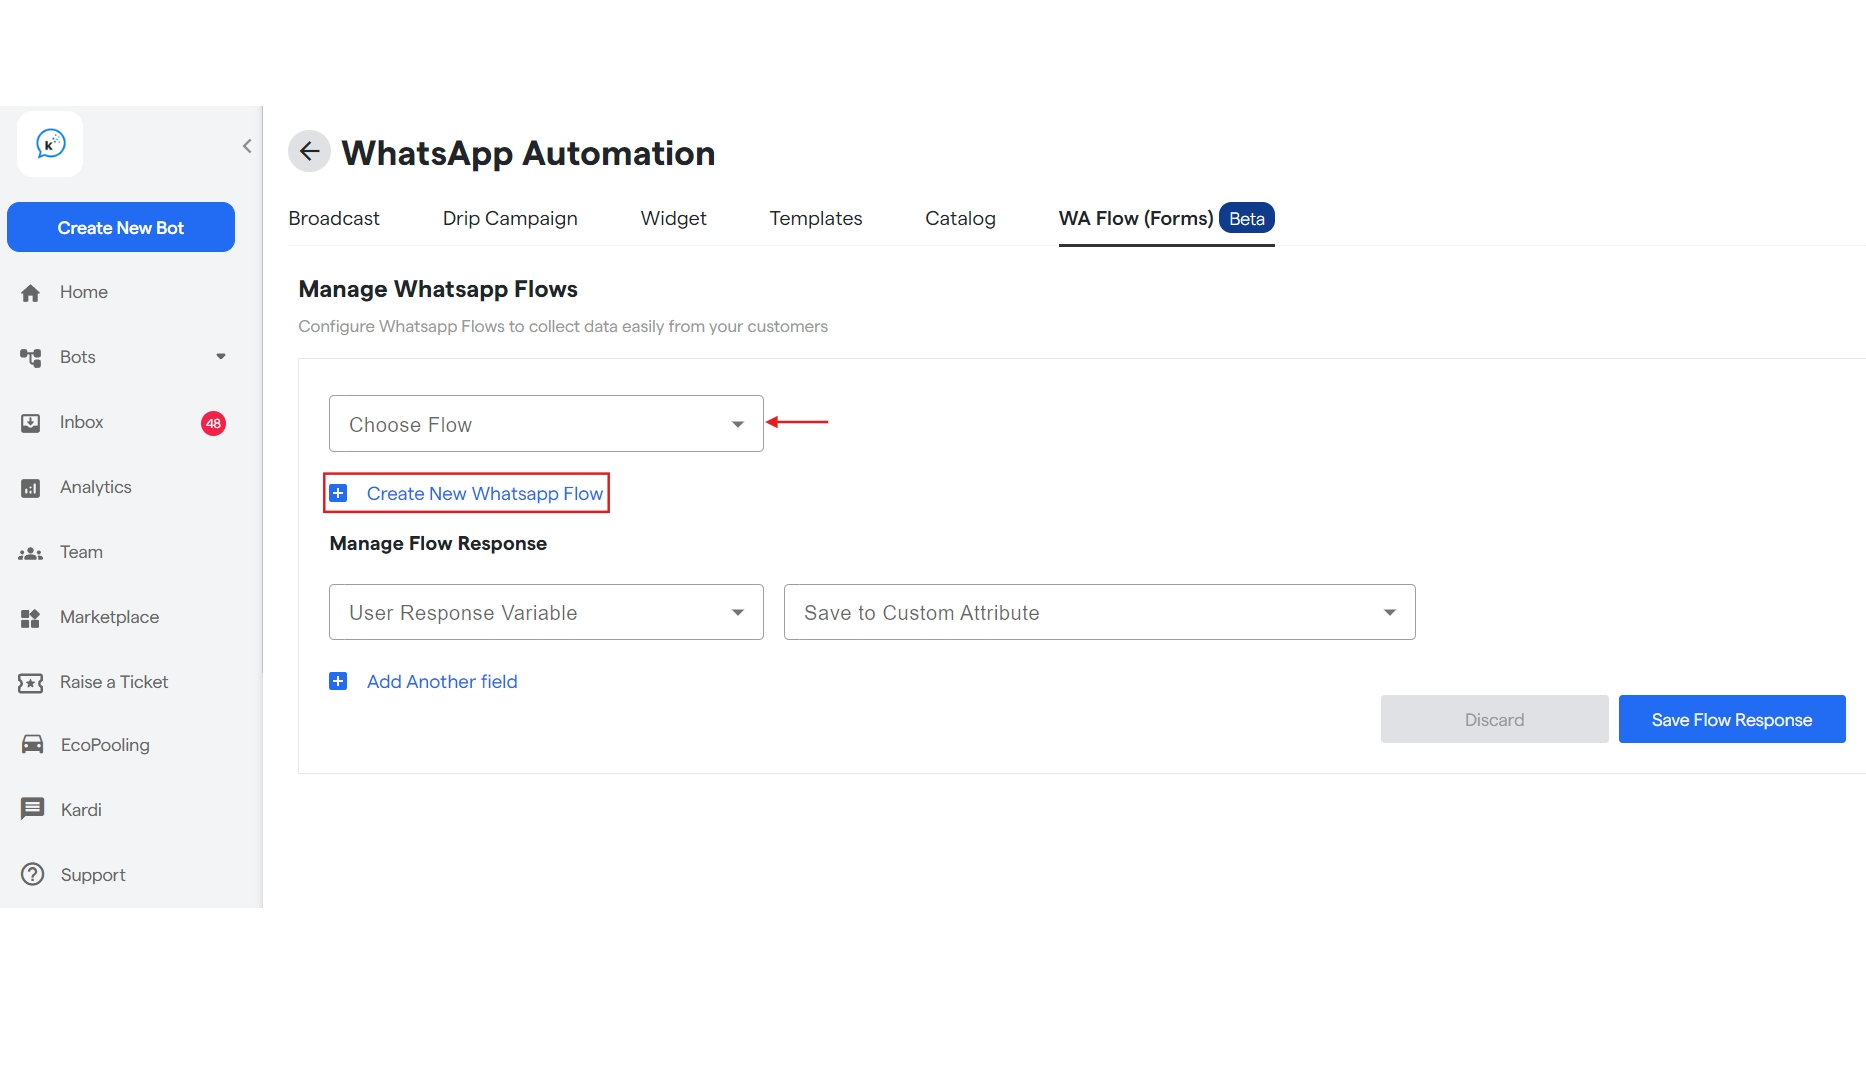 k
Create New Bot
Home
Bots
Inbox 48
Analytics
Team
Marketplace
Raise a Ticket
EcoPooling
Kardi
Support
WhatsApp Automation
Broadcast Drip Campaign Widget Templates Catalog WA Flow (Forms) Beta
Manage Whatsapp Flows
Configure Whatsapp Flows to collect data easily from your customers
Choose Flow
Create New Whatsapp Flow
Manage Flow Response
User Response Variable Save to Custom Attribute
Add Another field
Discard Save Flow Response